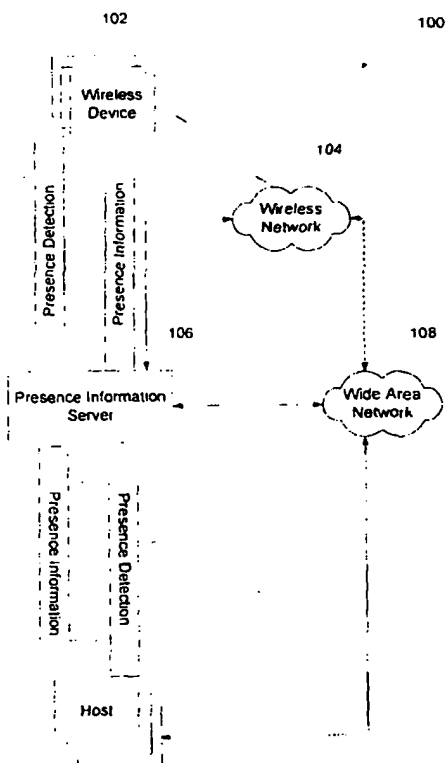 102
100
Wireless
Device
104
Presence Detection
Presence Information
Wireless
Network
106
108
Presence Information
Server
Wide Area
Network
Presence Information
Presence Detection
Host